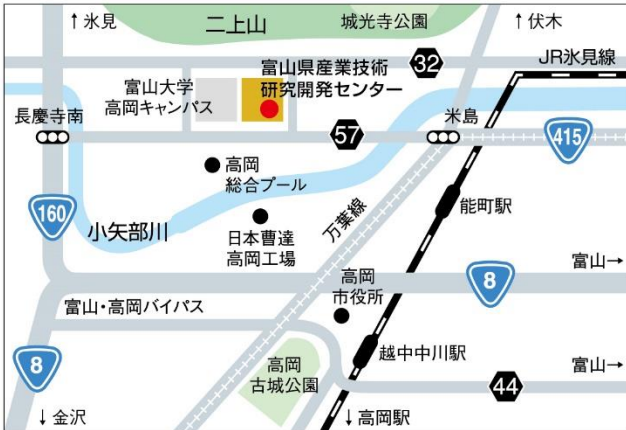 ↑氷見
二上山
城光寺公園
↑伏木
32
JR氷見線
富山大学
高岡キャンパス
富山県産業技術
研究開発センター
長慶寺南
57
米島
415
高岡
総合プール
160
小矢部川
日本曹達
高岡工場
万葉線
能町駅
富山→
8
高岡
市役所
富山・高岡バイパス
8
越中中川駅
高岡
古城公園
富山→
44
↓金沢
↓高岡駅